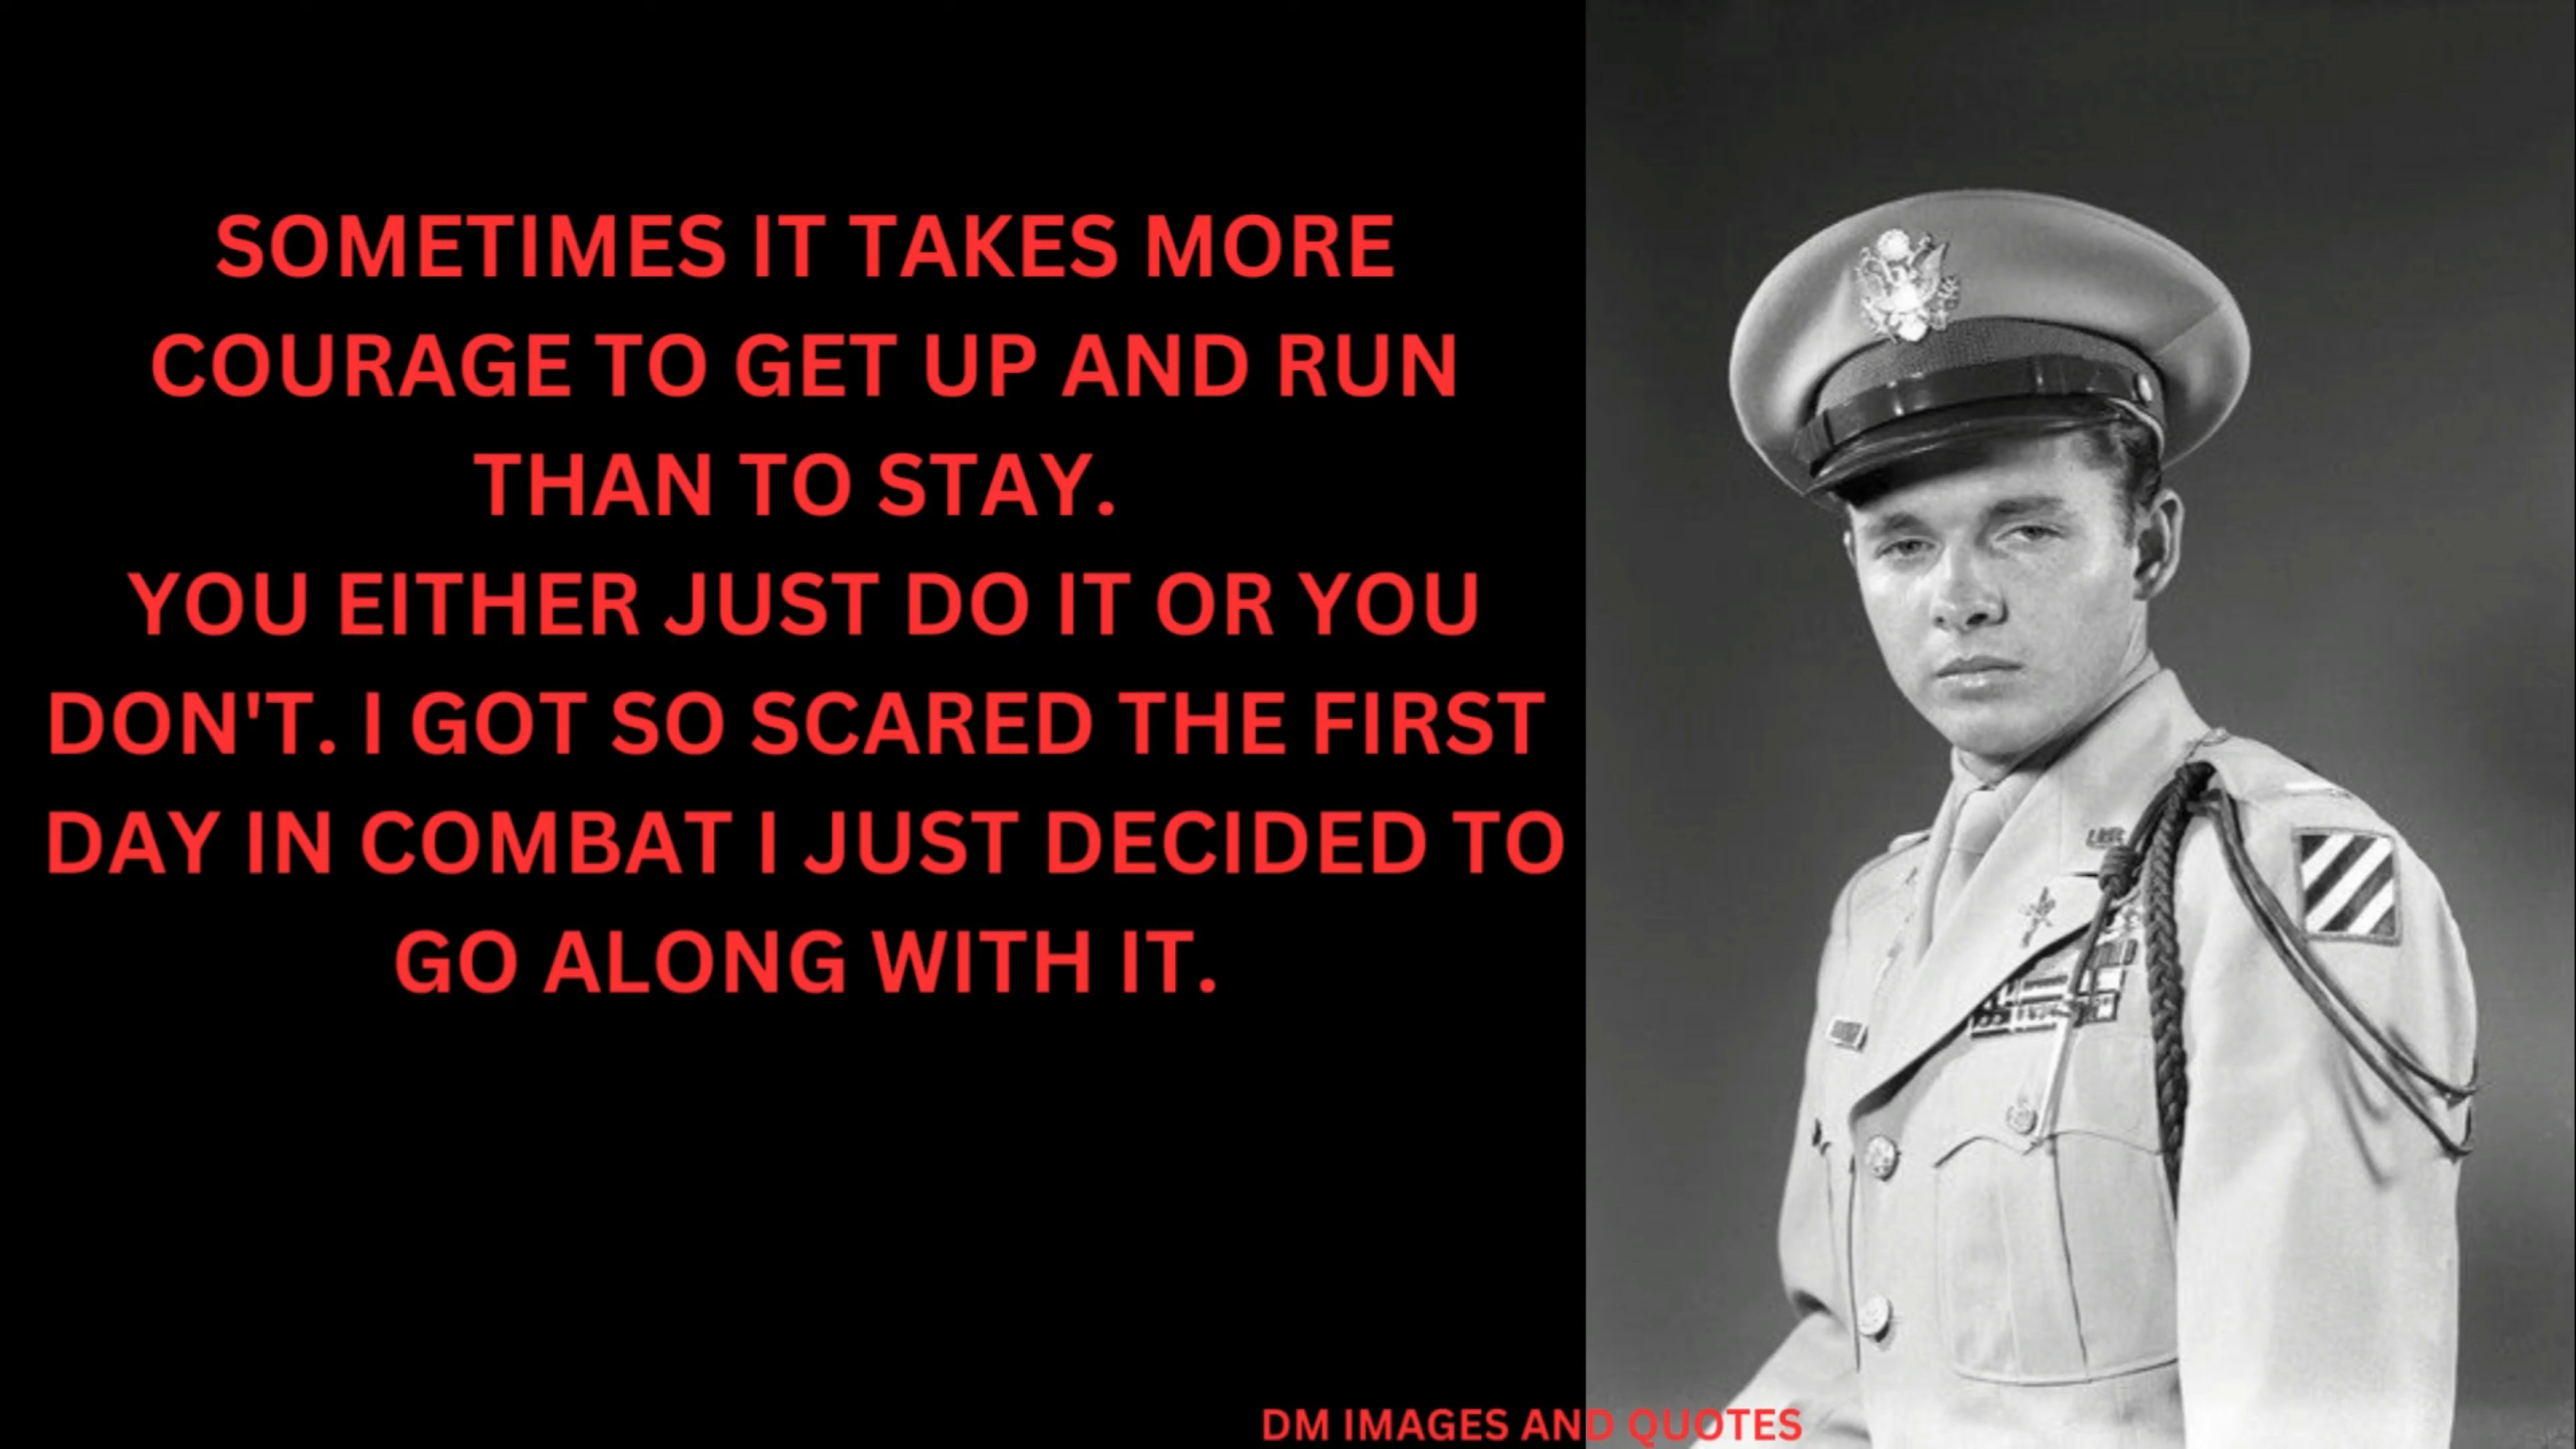 SOMETIMES IT TAKES MORE
COURAGE TO GET UP AND RUN
THAN TO STAY.
YOU EITHER JUST DO IT OR YOU
DON'T. I GOT SO SCARED THE FIRST
DAY IN COMBAT I JUST DECIDED TO
GO ALONG WITH IT.
DM IMAGES AND QUOTES